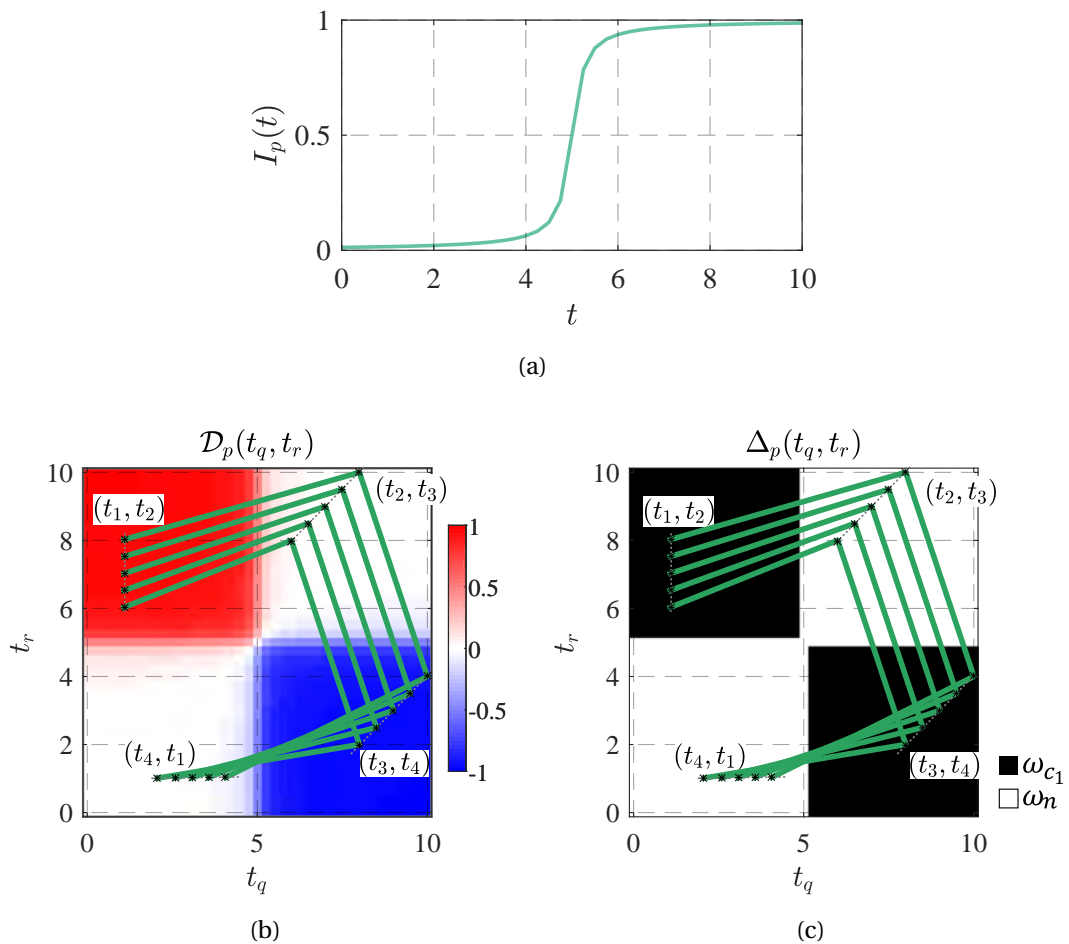 1
0.5
0
I_p(t)
0 2 4 6 8 10
t
(a)
𝒟_p(t_q, t_r)
10
8
6
4
2
0
t_r
(t_1, t_2)
(t_2, t_3)
(t_4, t_1)
(t_3, t_4)
0 5 10
t_q
1
0.5
0
-0.5
-1
(b)
Δ_p(t_q, t_r)
10
8
6
4
2
0
t_r
(t_1, t_2)
(t_2, t_3)
(t_4, t_1)
(t_3, t_4)
0 5 10
t_q
ω_{c_1}
ω_n
(c)